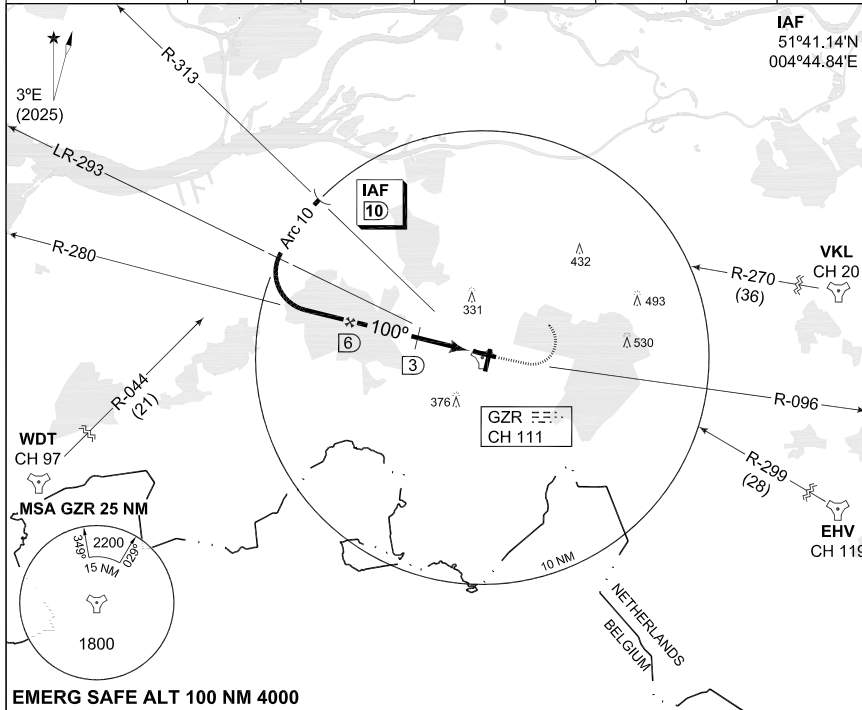 IAF
51º41.14'N
004º44.84'E
3ºE
(2025)
R-313
LR-293
R-280
Arc 10
IAF
10
432
331
493
530
VKL
CH 20
R-270
(36)
100º
6
3
376
R-044
(21)
WDT
CH 97
GZR
CH 111
R-096
R-299
(28)
EHV
CH 119
10 NM
MSA GZR 25 NM
349º
2200
029º
15 NM
1800
NETHERLANDS
BELGIUM
EMERG SAFE ALT 100 NM 4000